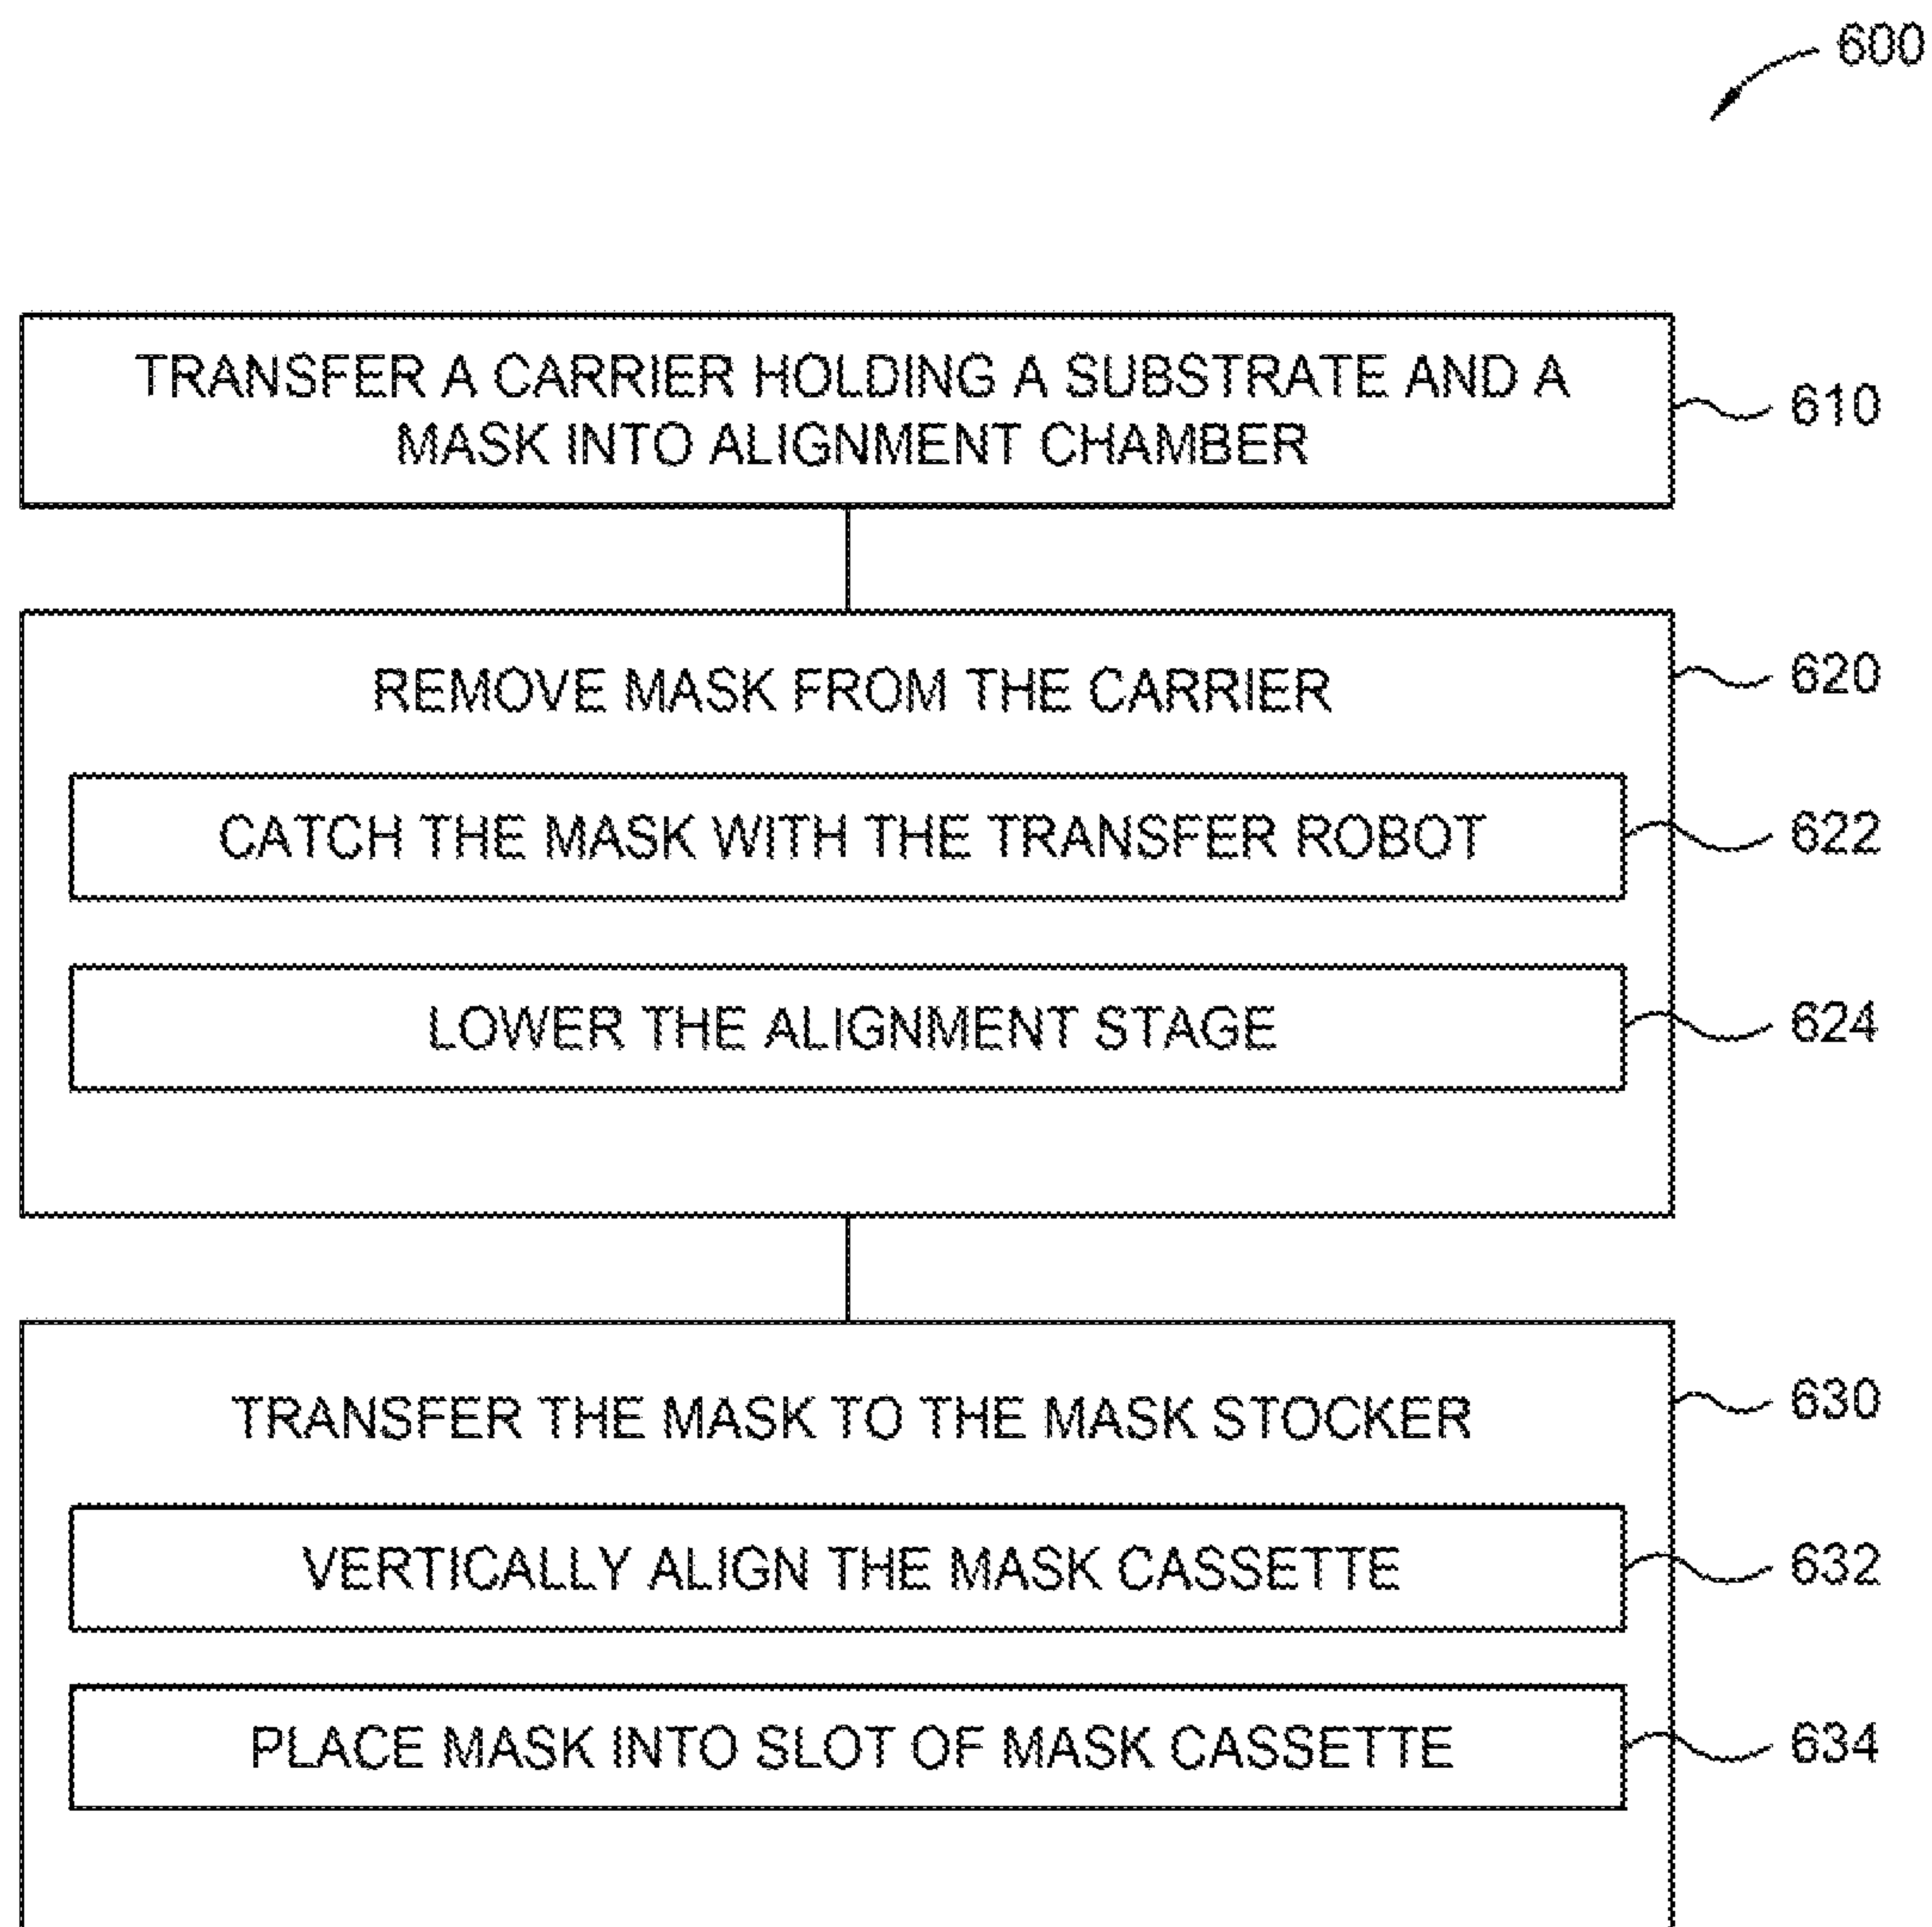 600
TRANSFER A CARRIER HOLDING A SUBSTRATE AND A
MASK INTO ALIGNMENT CHAMBER
610
REMOVE MASK FROM THE CARRIER
620
CATCH THE MASK WITH THE TRANSFER ROBOT
622
LOWER THE ALIGNMENT STAGE
624
TRANSFER THE MASK TO THE MASK STOCKER
630
VERTICALLY ALIGN THE MASK CASSETTE
632
PLACE MASK INTO SLOT OF MASK CASSETTE
634